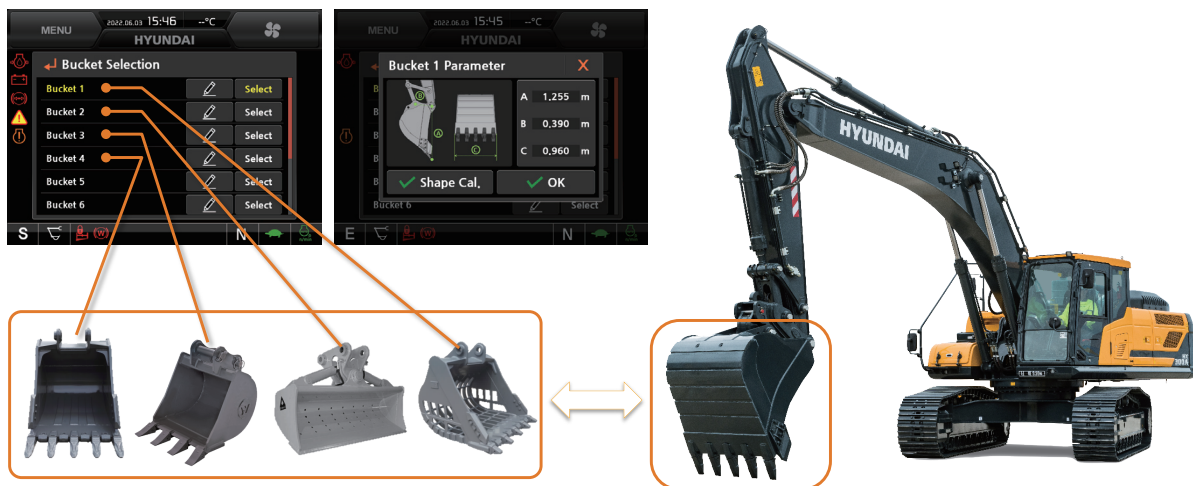 MENU
2022.06.03 15:46 --°C
HYUNDAI
Bucket Selection
Bucket 1 Select
Bucket 2 Select
Bucket 3 Select
Bucket 4 Select
Bucket 5 Select
Bucket 6 Select
S (W) N
MENU
2022.06.03 15:45 --°C
HYUNDAI
Bucket 1 Parameter X
A 1,255 m
B 0,390 m
C 0,960 m
B
A
C
Shape Cal,
OK
Bucket 6 Select
E (W) N
HYUNDAI